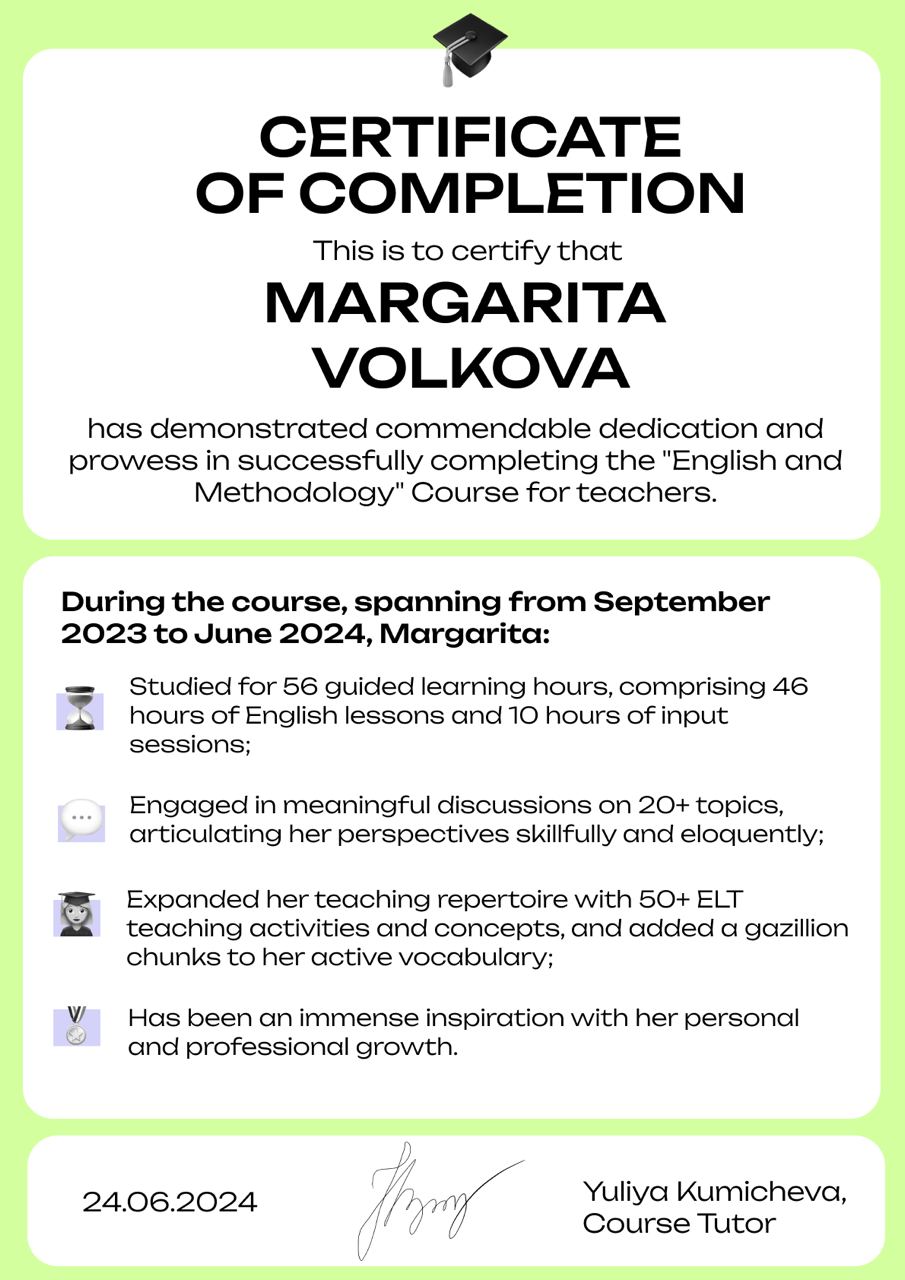 CERTIFICATE
OF COMPLETION
This is to certify that
MARGARITA
VOLKOVA
has demonstrated commendable dedication and
prowess in successfully completing the "English and
Methodology" Course for teachers.
During the course, spanning from September
2023 to June 2024, Margarita:
Studied for 56 guided learning hours, comprising 46
hours of English lessons and 10 hours of input
sessions;
Engaged in meaningful discussions on 20+ topics,
articulating her perspectives skillfully and eloquently;
Expanded her teaching repertoire with 50+ ELT
teaching activities and concepts, and added a gazillion
chunks to her active vocabulary;
Has been an immense inspiration with her personal
and professional growth.
24.06.2024
Yuliya Kumicheva,
Course Tutor